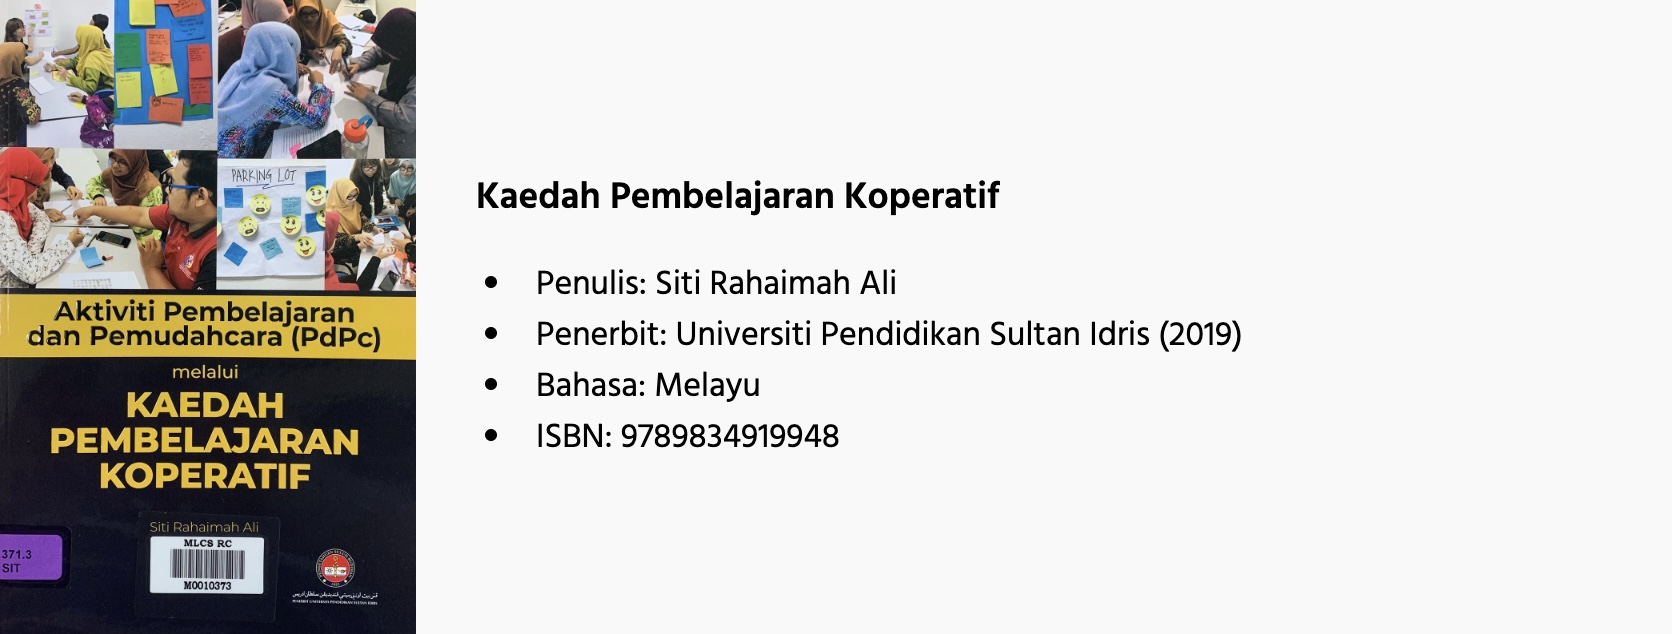 PARKING LOT
Aktiviti Pembelajaran
dan Pemudahcara (PdPc)
melalui
KAEDAH
PEMBELAJARAN
KOPERATIF
Siti Rahaimah Ali
MLCS RC
M0010373
371.3
SIT
Kaedah Pembelajaran Koperatif
• Penulis: Siti Rahaimah Ali
• Penerbit: Universiti Pendidikan Sultan Idris (2019)
• Bahasa: Melayu
• ISBN: 9789834919948